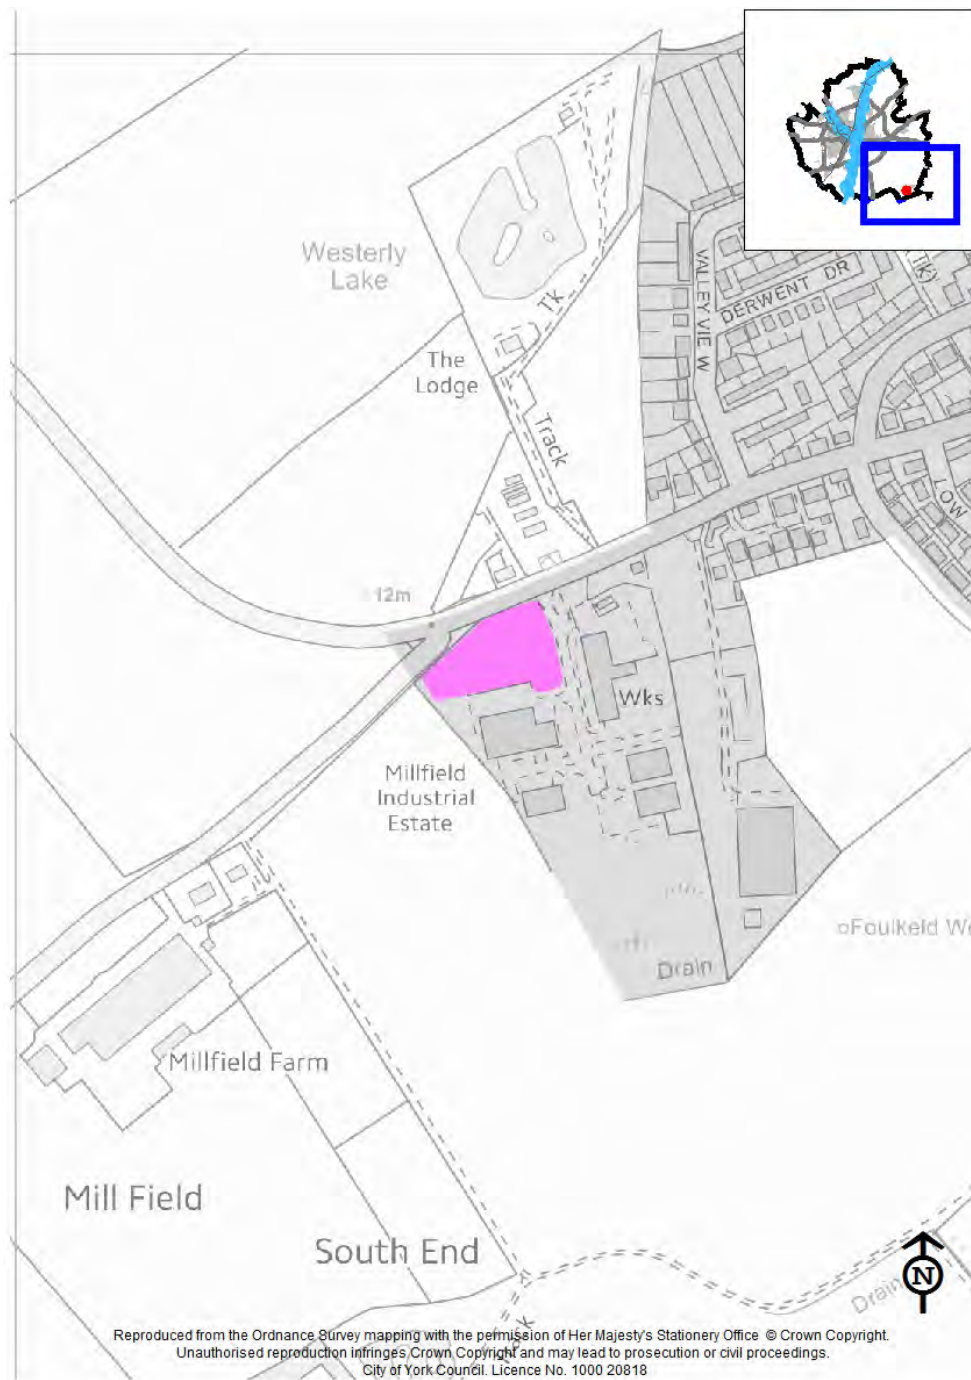 Westerly
Lake
The
Lodge
Tk
Track
VALLEY VIEW
DERWENT DR
(Tk)
LOW
12m
Wks
Millfield
Industrial
Estate
Drain
Foulkeld We
Millfield Farm
Mill Field
South End
Drain
N
Reproduced from the Ordnance Survey mapping with the permission of Her Majesty's Stationery Office © Crown Copyright.
Unauthorised reproduction infringes Crown Copyright and may lead to prosecution or civil proceedings.
City of York Council. Licence No. 1000 20818